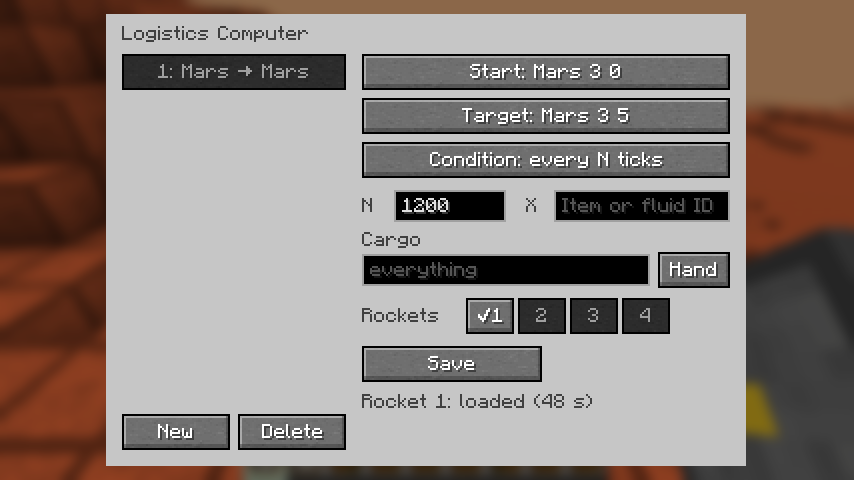 Logistics Computer
1: Mars → Mars
Start: Mars 3 0
Target: Mars 3 5
Condition: every N ticks
N 1200 X Item or fluid ID
Cargo
everything Hand
Rockets ✓1 2 3 4
Save
Rocket 1: loaded (48 s)
New Delete